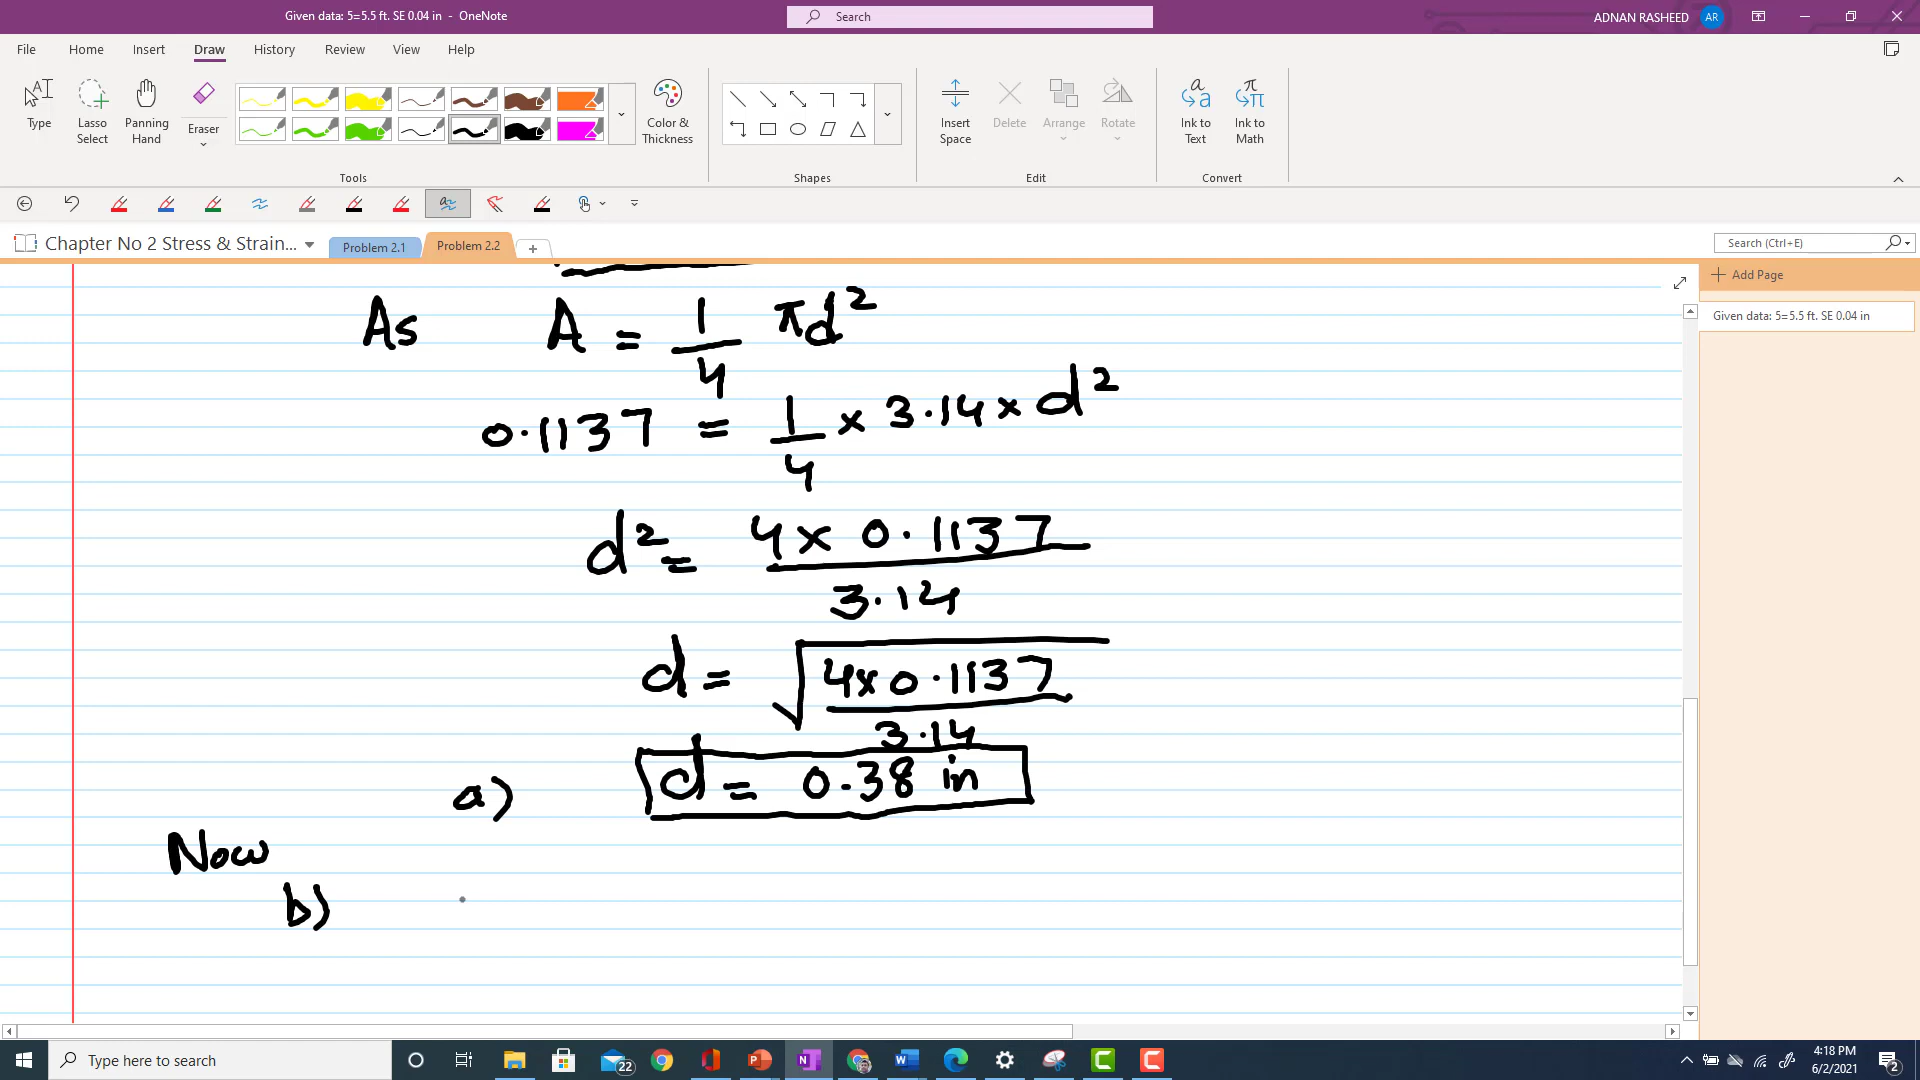 Given data: 5=5.5 ft. SE 0.04 in - OneNote
Search
ADNAN RASHEED AR
File Home Insert Draw History Review View Help
Type
Lasso Select
Panning Hand
Eraser
Color & Thickness
Insert Space
Delete
Arrange
Rotate
Ink to Text
Ink to Math
Tools
Shapes
Edit
Convert
Chapter No 2 Stress & Strain...
Problem 2.1
Problem 2.2
Search (Ctrl+E)
Add Page
Given data: 5=5.5 ft. SE 0.04 in
As A = 1/4 πd²
0.1137 = 1/4 × 3.14 × d²
d² = 4 × 0.1137 / 3.14
d = √(4×0.1137 / 3.14)
a) d = 0.38 in
Now
b)
Type here to search
22
4:18 PM
6/2/2021
2